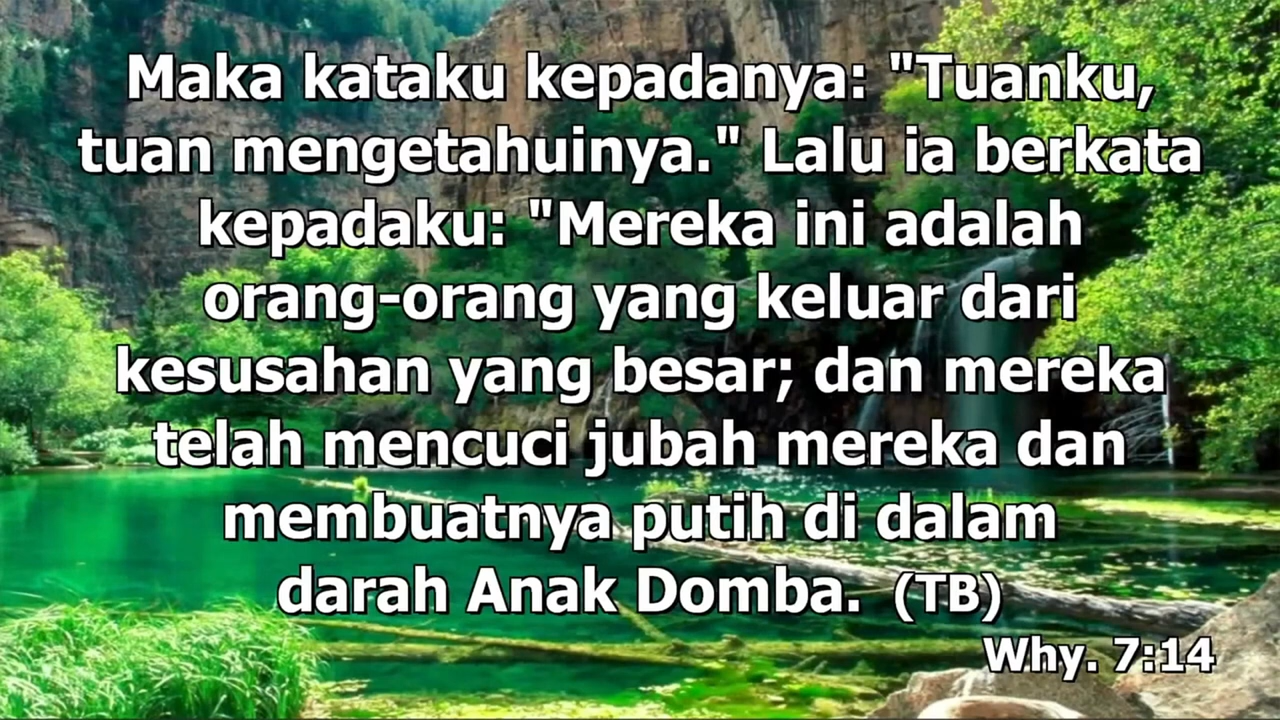 Maka kataku kepadanya: "Tuanku,
tuan mengetahuinya." Lalu ia berkata
kepadaku: "Mereka ini adalah
orang-orang yang keluar dari
kesusahan yang besar; dan mereka
telah mencuci jubah mereka dan
membuatnya putih di dalam
darah Anak Domba. (TB)
Why. 7:14